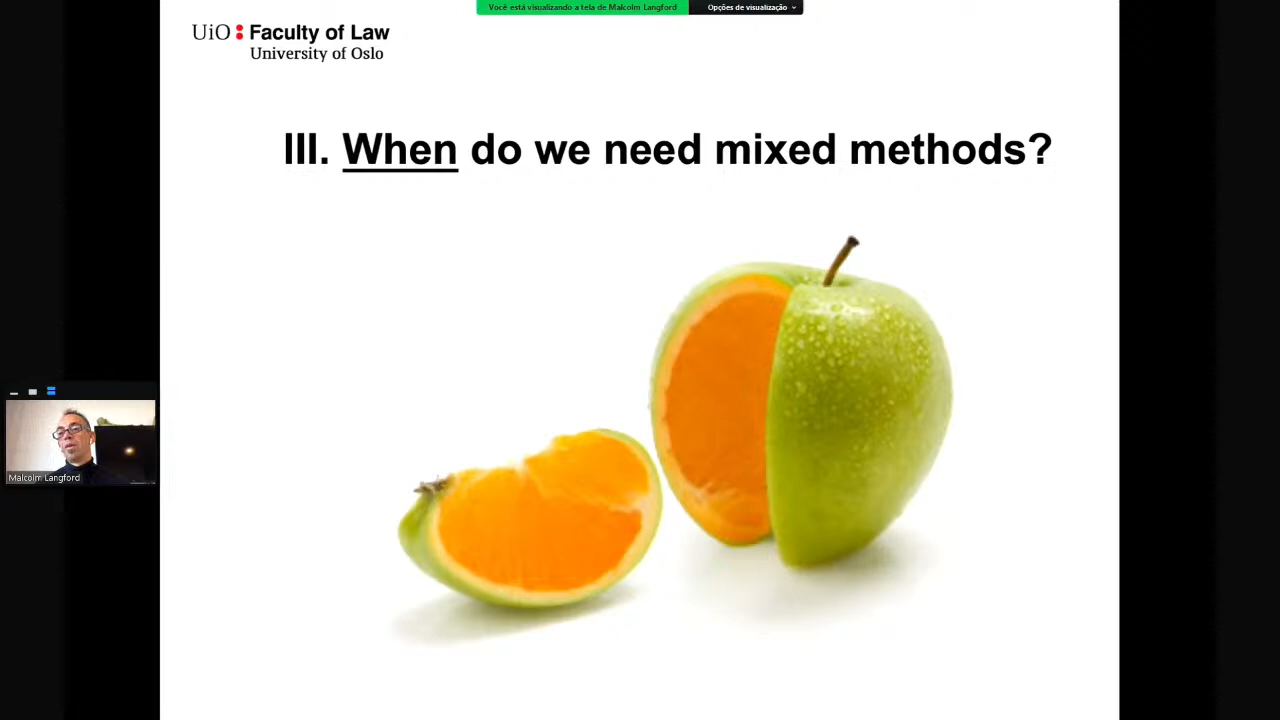 Você está visualizando a tela de Malcolm Langford
Opções de visualização
UiO : Faculty of Law
University of Oslo
III. When do we need mixed methods?
Malcolm Langford